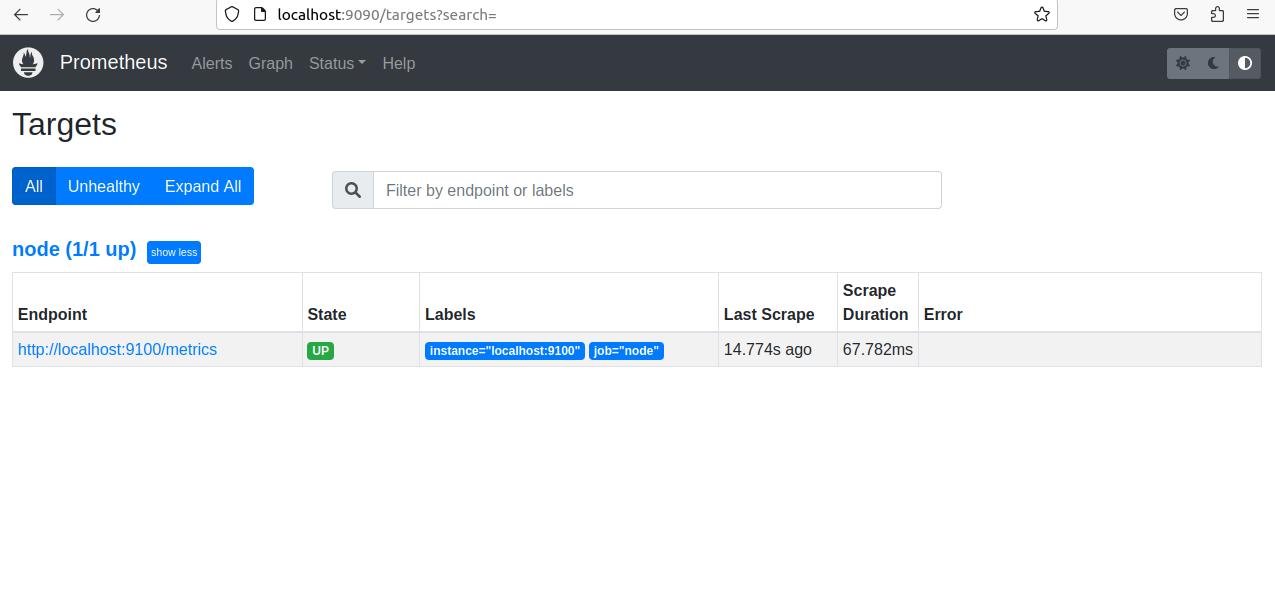 localhost:9090/targets?search=
Prometheus Alerts Graph Status Help
Targets
All Unhealthy Expand All Filter by endpoint or labels
node (1/1 up) show less
Endpoint State Labels Last Scrape Scrape Duration Error
http://localhost:9100/metrics UP instance="localhost:9100" job="node" 14.774s ago 67.782ms